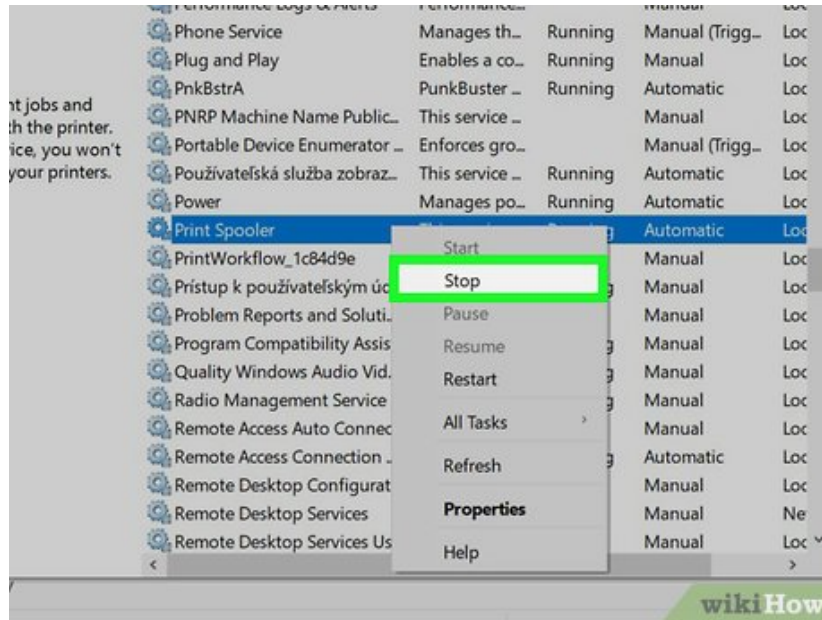 Performance Logs & Alerts Performance... Manual Loc
Phone Service Manages th... Running Manual (Trigg... Loc
Plug and Play Enables a co... Running Manual Loc
PnkBstrA PunkBuster ... Running Automatic Loc
nt jobs and
PNRP Machine Name Public... This service ... Manual Loc
th the printer.
Portable Device Enumerator ... Enforces gro... Manual (Trigg... Loc
vice, you won't
your printers.
Používateľská služba zobraz... This service ... Running Automatic Loc
Power Manages po... Running Automatic Loc
Print Spooler Automatic Loc
PrintWorkflow_1c84d9e Start Manual Loc
Prístup k používateľským úd Stop Manual Loc
Problem Reports and Soluti... Pause Manual Loc
Program Compatibility Assis Resume g Manual Loc
Quality Windows Audio Vid. Restart Manual Loc
Radio Management Service Manual Loc
Remote Access Auto Connec All Tasks Manual Loc
Remote Access Connection . Refresh g Automatic Loc
Remote Desktop Configurat Manual Loc
Remote Desktop Services Properties Manual Ne
Remote Desktop Services Us Help Manual Loc
wikiHow